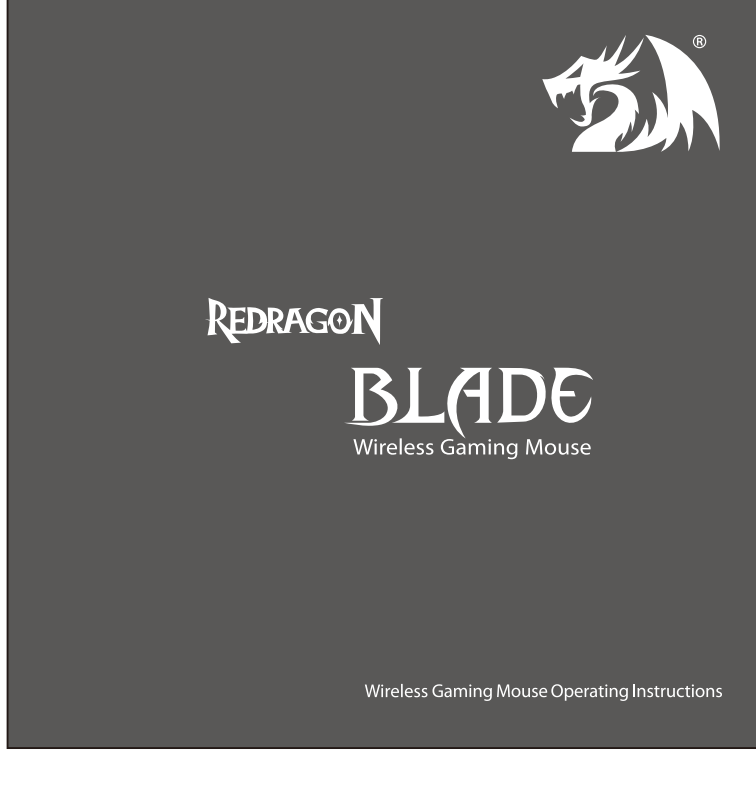 ®
REDRAGON
BLADE
Wireless Gaming Mouse
Wireless Gaming Mouse Operating Instructions